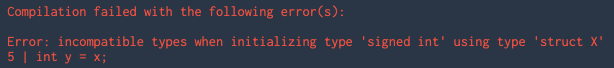 Compilation failed with the following error(s):
Error: incompatible types when initializing type 'signed int' using type 'struct X'
5 | int y = x;